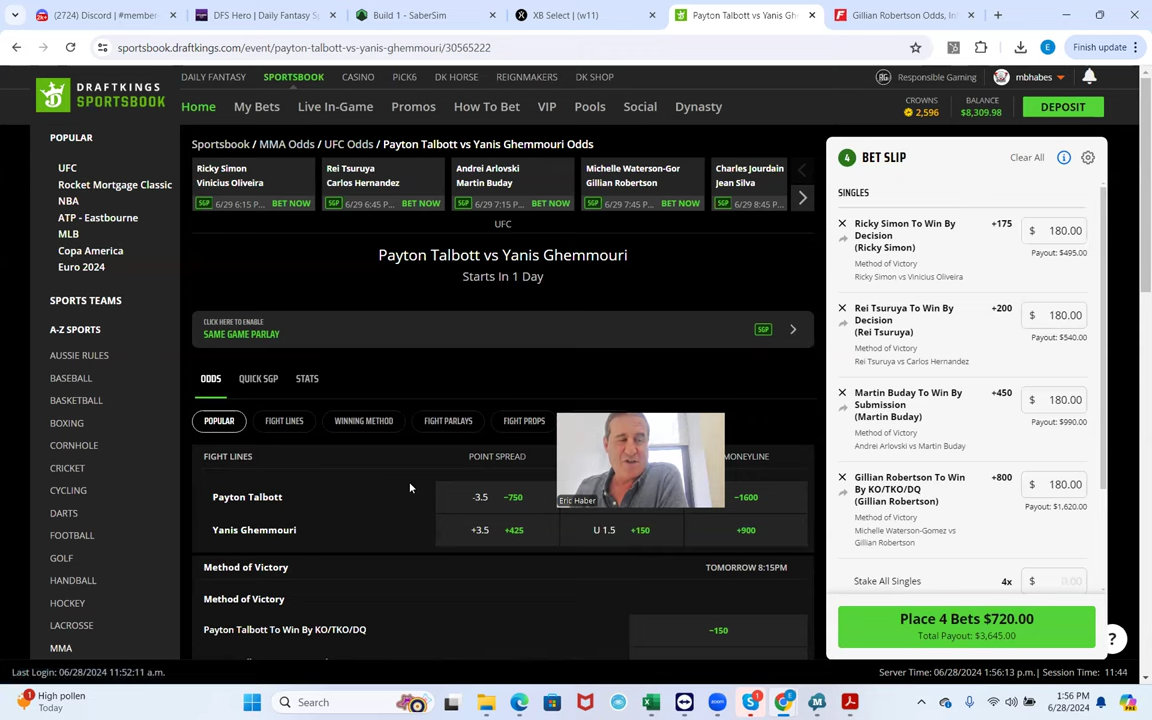 (2724) Discord | #member-
DFS Hero | Daily Fantasy S
Build 1 - SaberSim
XB Select | (w11)
Payton Talbott vs Yanis Gh
Gillian Robertson Odds, In
sportsbook.draftkings.com/event/payton-talbott-vs-yanis-ghemmouri/30565222
E
Finish update
DRAFTKINGS
SPORTSBOOK
DAILY FANTASY SPORTSBOOK CASINO PICK6 DK HORSE REIGNMAKERS DK SHOP
RG Responsible Gaming mbhabes
Home My Bets Live In-Game Promos How To Bet VIP Pools Social Dynasty
CROWNS
2,596
BALANCE
$8,309.98
DEPOSIT
POPULAR
UFC
Rocket Mortgage Classic
NBA
ATP - Eastbourne
MLB
Copa America
Euro 2024
SPORTS TEAMS
A-Z SPORTS
AUSSIE RULES
BASEBALL
BASKETBALL
BOXING
CORNHOLE
CRICKET
CYCLING
DARTS
FOOTBALL
GOLF
HANDBALL
HOCKEY
LACROSSE
MMA
Sportsbook / MMA Odds / UFC Odds / Payton Talbott vs Yanis Ghemmouri Odds
Ricky Simon
Vinicius Oliveira
SGP 6/29 6:15 P... BET NOW
Rei Tsuruya
Carlos Hernandez
SGP 6/29 6:45 P... BET NOW
Andrei Arlovski
Martin Buday
SGP 6/29 7:15 P... BET NOW
Michelle Waterson-Gor
Gillian Robertson
SGP 6/29 7:45 P... BET NOW
Charles Jourdain
Jean Silva
SGP 6/29 8:45 P...
UFC
Payton Talbott vs Yanis Ghemmouri
Starts In 1 Day
CLICK HERE TO ENABLE
SAME GAME PARLAY
SGP
ODDS QUICK SGP STATS
POPULAR FIGHT LINES WINNING METHOD FIGHT PARLAYS FIGHT PROPS
FIGHT LINES POINT SPREAD MONEYLINE
Payton Talbott -3.5 −750 −1600
Yanis Ghemmouri +3.5 +425 U 1.5 +150 +900
Eric Haber
Method of Victory TOMORROW 8:15PM
Method of Victory
Payton Talbott To Win By KO/TKO/DQ −150
4 BET SLIP Clear All
SINGLES
Ricky Simon To Win By Decision +175 $ 180.00
(Ricky Simon) Payout: $495.00
Method of Victory
Ricky Simon vs Vinicius Oliveira
Rei Tsuruya To Win By Decision +200 $ 180.00
(Rei Tsuruya) Payout: $540.00
Method of Victory
Rei Tsuruya vs Carlos Hernandez
Martin Buday To Win By Submission +450 $ 180.00
(Martin Buday) Payout: $990.00
Method of Victory
Andrei Arlovski vs Martin Buday
Gillian Robertson To Win By KO/TKO/DQ +800 $ 180.00
(Gillian Robertson) Payout: $1,620.00
Method of Victory
Michelle Waterson-Gomez vs
Gillian Robertson
Stake All Singles 4x $ 0.00
Place 4 Bets $720.00
Total Payout: $3,645.00
?
Last Login: 06/28/2024 11:52:11 a.m.
Server Time: 06/28/2024 1:56:13 p.m.| Session Time: 11:44
High pollen
Today
Search
1:56 PM
6/28/2024